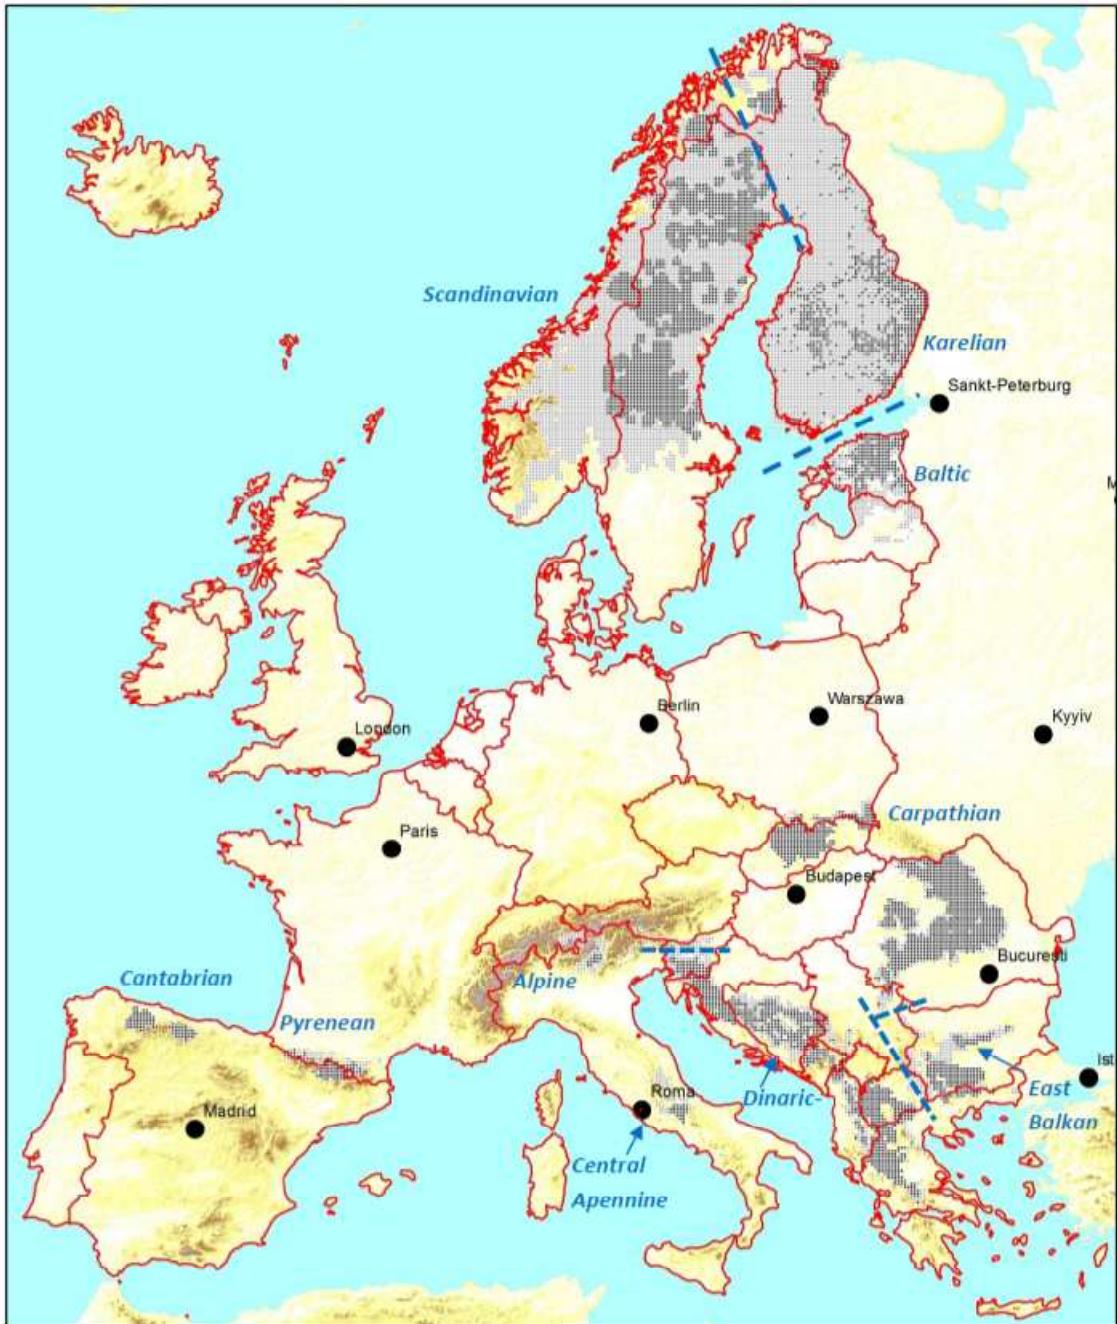 Scandinavian
Karelian
Sankt-Peterburg
Baltic
M
Warszawa
Berlin
Kyyiv
London
Carpathian
Paris
Budapest
Bucuresti
Cantabrian
Alpine
Pyrenean
Ist
Roma
Dinaric-
East
Balkan
Madrid
Central
Apennine